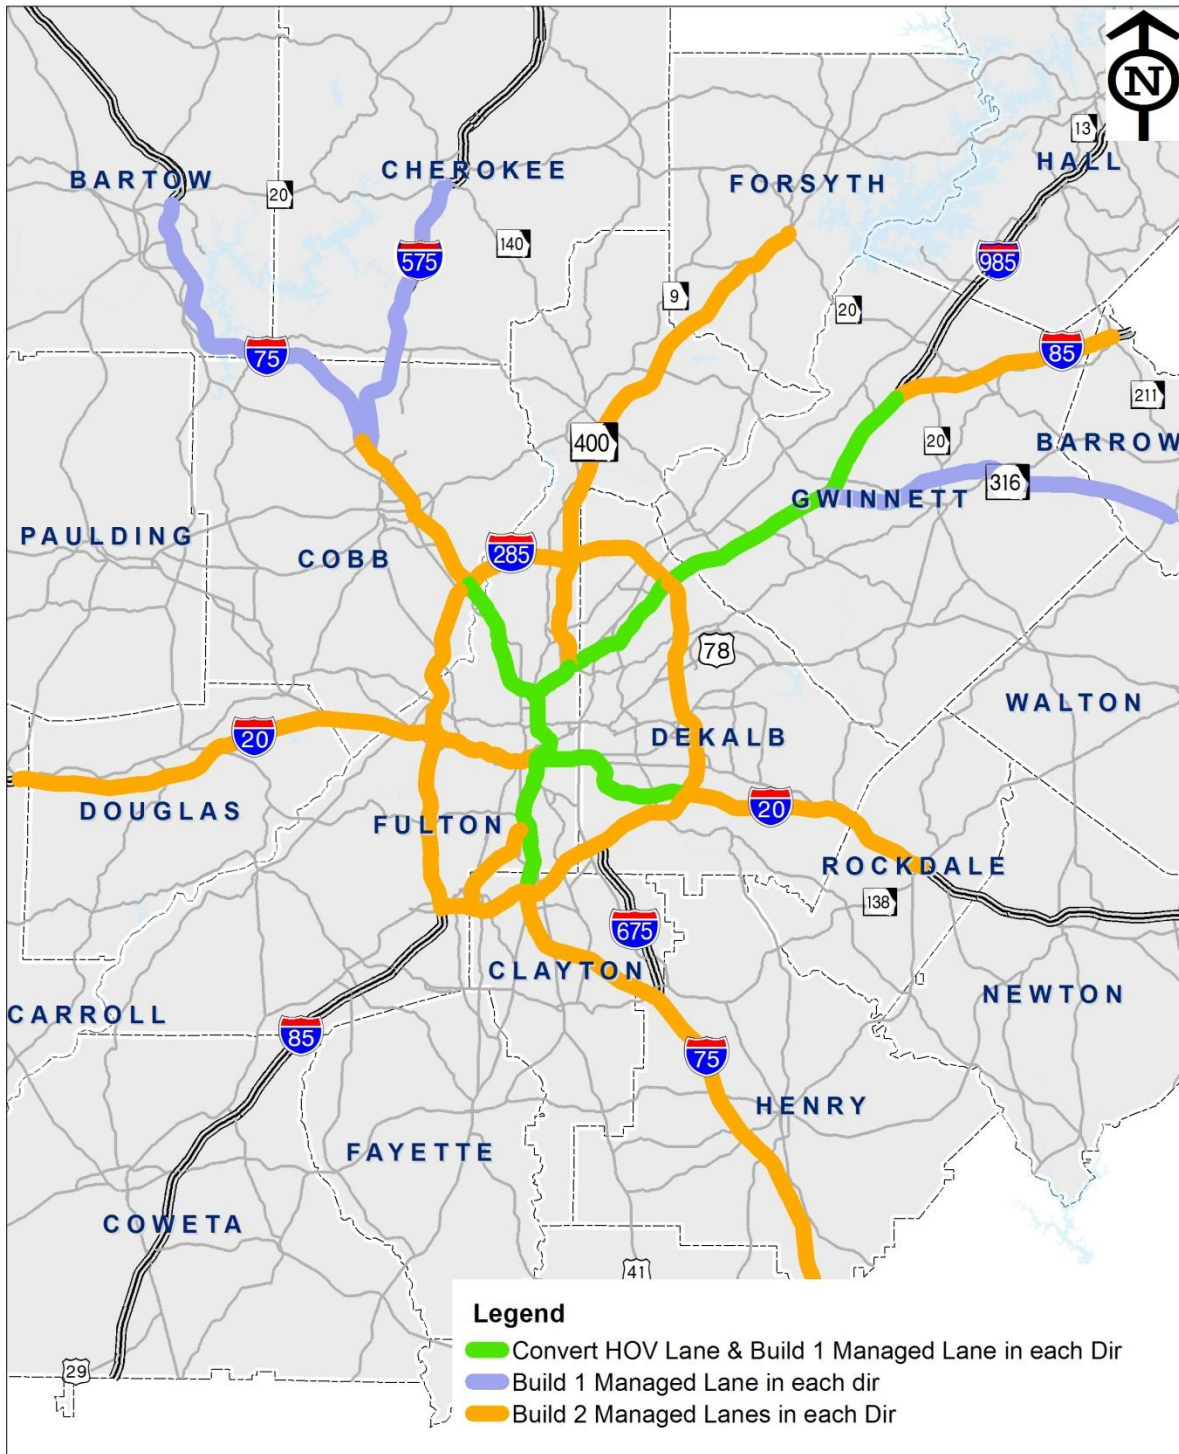 N
13
HALL
BARTOW
CHEROKEE
FORSYTH
20
140
575
985
9
20
75
85
211
400
20
BARROW
316
GWINNETT
PAULDING
COBB
285
78
WALTON
20
DEKALB
DOUGLAS
FULTON
20
ROCKDALE
138
675
CLAYTON
NEWTON
CARROLL
85
75
HENRY
FAYETTE
COWETA
41
29
Legend
Convert HOV Lane & Build 1 Managed Lane in each Dir
Build 1 Managed Lane in each dir
Build 2 Managed Lanes in each Dir